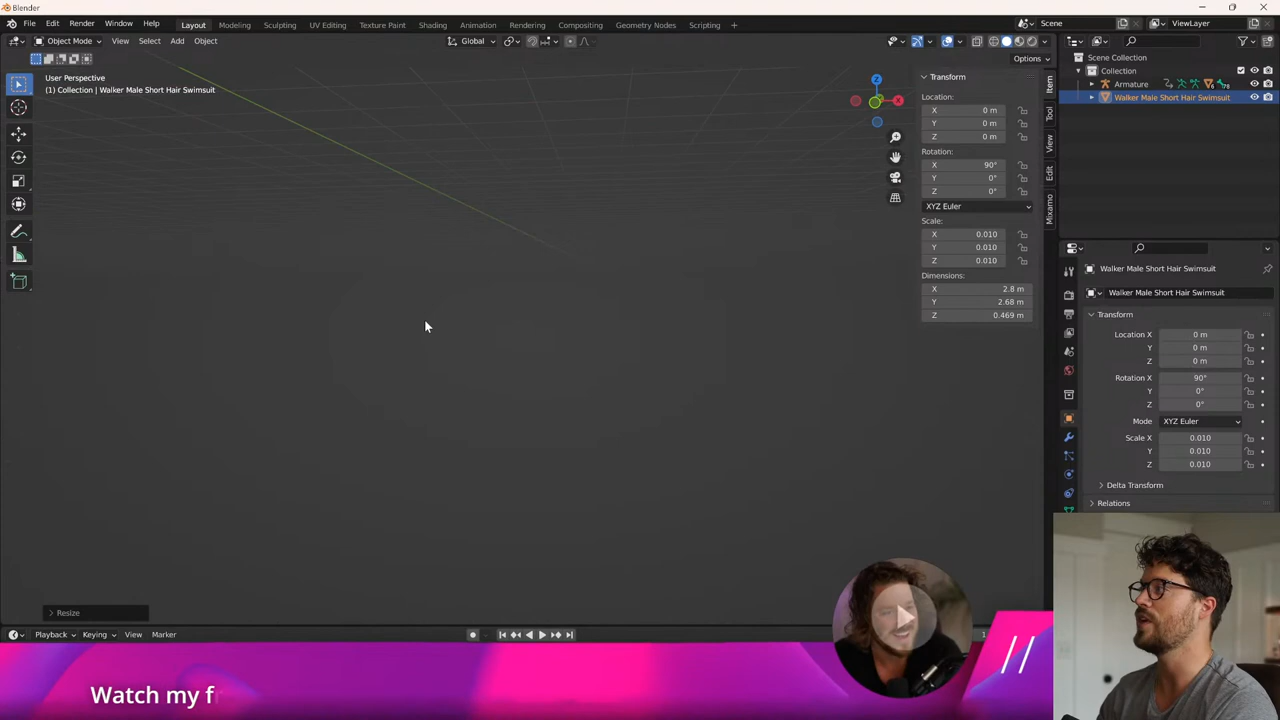 Blender
File Edit Render Window Help Layout Modeling Sculpting UV Editing Texture Paint Shading Animation Rendering Compositing Geometry Nodes Scripting + Scene ViewLayer
Object Mode View Select Add Object Global
Options
User Perspective
(1) Collection | Walker Male Short Hair Swimsuit
Z
X
Transform
Location:
X 0 m
Y 0 m
Z 0 m
Rotation:
X 90°
Y 0°
Z 0°
XYZ Euler
Scale:
X 0.010
Y 0.010
Z 0.010
Dimensions:
X 2.8 m
Y 2.68 m
Z 0.469 m
Item
Tool
View
Edit
Mixamo
Scene Collection
Collection
Armature
Walker Male Short Hair Swimsuit
Walker Male Short Hair Swimsuit
Walker Male Short Hair Swimsuit
Transform
Location X 0 m
Y 0 m
Z 0 m
Rotation X 90°
Y 0°
Z 0°
Mode XYZ Euler
Scale X 0.010
Y 0.010
Z 0.010
Delta Transform
Relations
Resize
Playback Keying View Marker
Watch my f
//